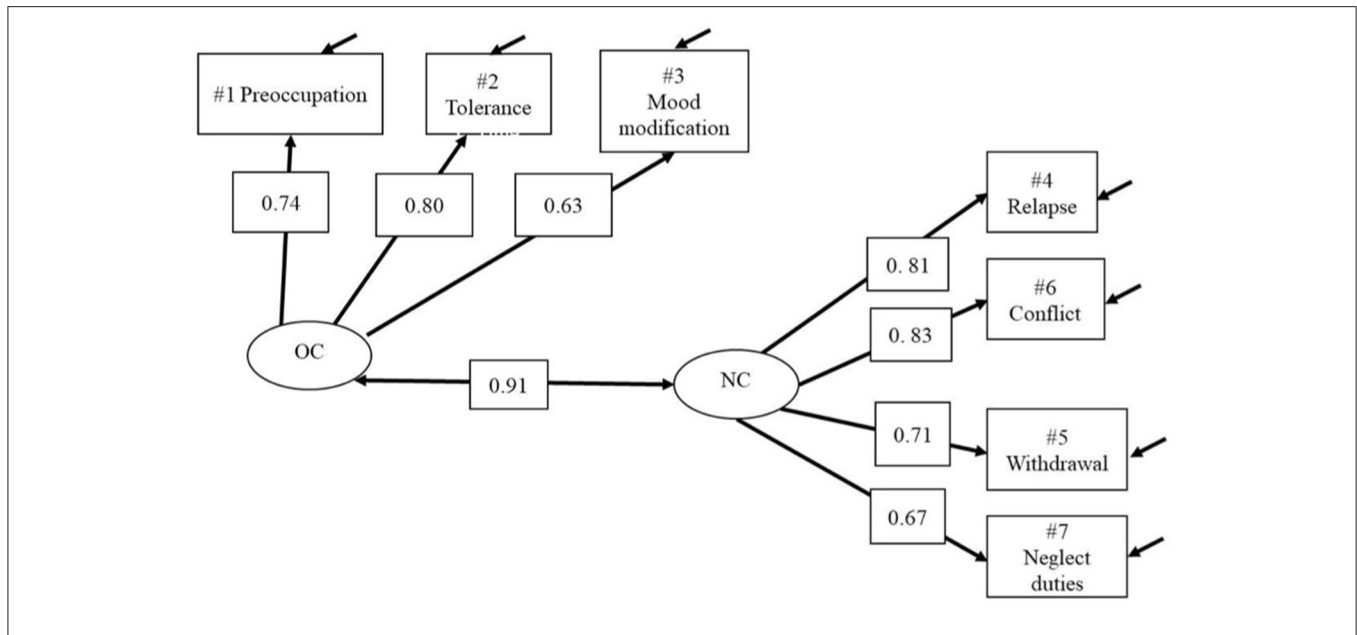 #1 Preoccupation
#2
Tolerance
#3
Mood
modification
0.74
0.80
0.63
#4
Relapse
0. 81
#6
Conflict
0. 83
OC
0.91
NC
0.71
#5
Withdrawal
0.67
#7
Neglect
duties